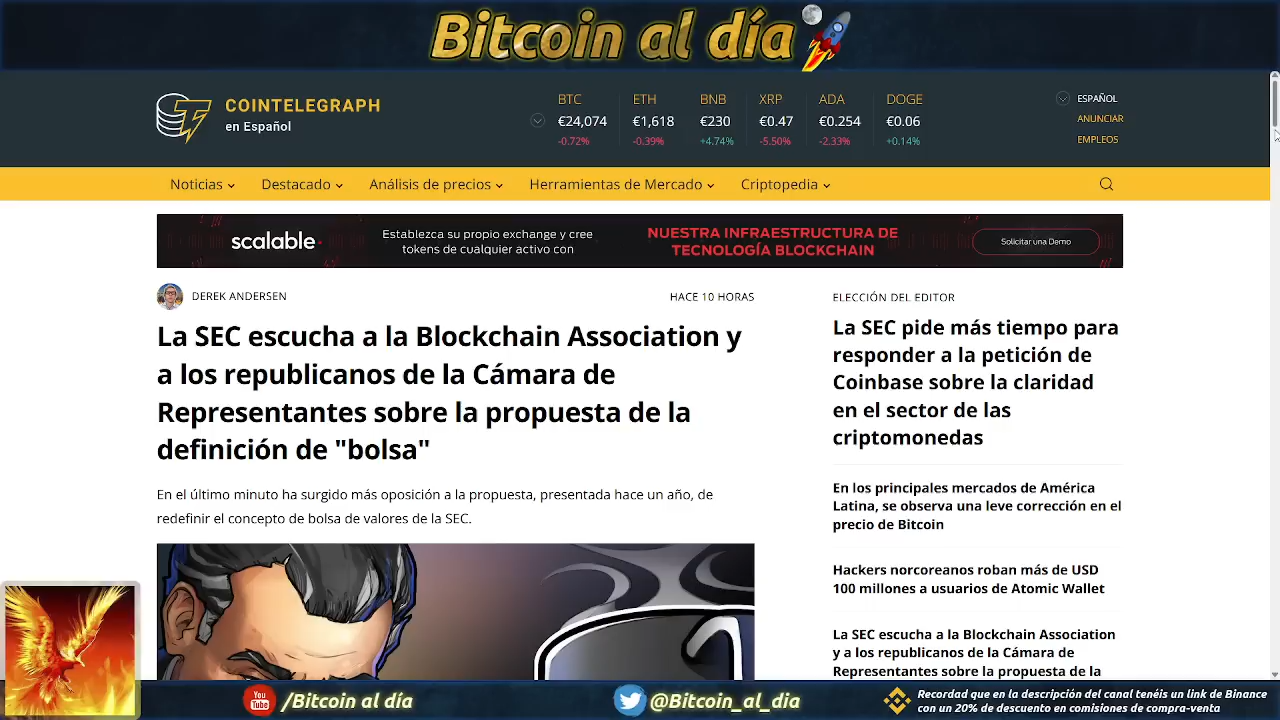 Bitcoin al día
COINTELEGRAPH
en Español
BTC ETH BNB XRP ADA DOGE
€24,074 €1,618 €230 €0.47 €0.254 €0.06
-0.72% -0.39% +4.74% -5.50% -2.33% +0.14%
ESPAÑOL
ANUNCIAR
EMPLEOS
Noticias Destacado Análisis de precios Herramientas de Mercado Criptopedia
scalable
Establezca su propio exchange y cree
tokens de cualquier activo con
NUESTRA INFRAESTRUCTURA DE
TECNOLOGÍA BLOCKCHAIN
Solicitar una Demo
DEREK ANDERSEN
HACE 10 HORAS
La SEC escucha a la Blockchain Association y
a los republicanos de la Cámara de
Representantes sobre la propuesta de la
definición de "bolsa"
En el último minuto ha surgido más oposición a la propuesta, presentada hace un año, de
redefinir el concepto de bolsa de valores de la SEC.
ELECCIÓN DEL EDITOR
La SEC pide más tiempo para
responder a la petición de
Coinbase sobre la claridad
en el sector de las
criptomonedas
En los principales mercados de América
Latina, se observa una leve corrección en el
precio de Bitcoin
Hackers norcoreanos roban más de USD
100 millones a usuarios de Atomic Wallet
La SEC escucha a la Blockchain Association
y a los republicanos de la Cámara de
Representantes sobre la propuesta de la
You
Tube
/Bitcoin al día
@Bitcoin_al_dia
Recordad que en la descripción del canal tenéis un link de Binance
con un 20% de descuento en comisiones de compra-venta